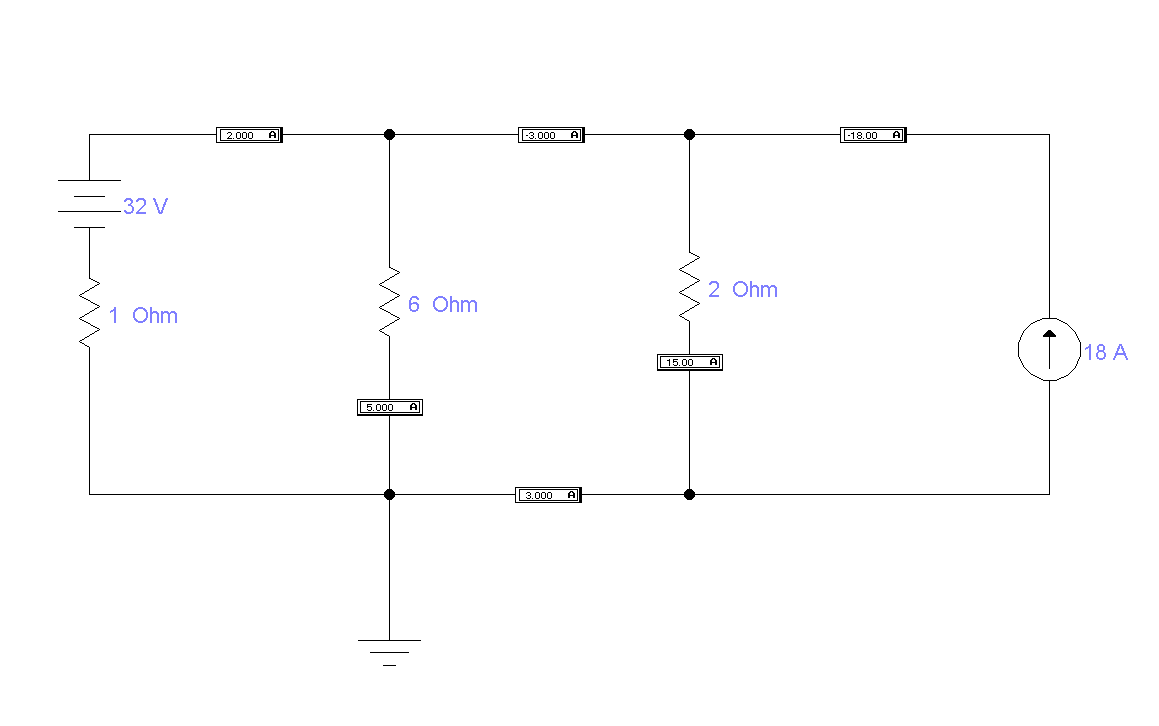 2.000 A
-3.000 A
-18.00 A
32 V
1 Ohm
6 Ohm
2 Ohm
18 A
15.00 A
5.000 A
3.000 A